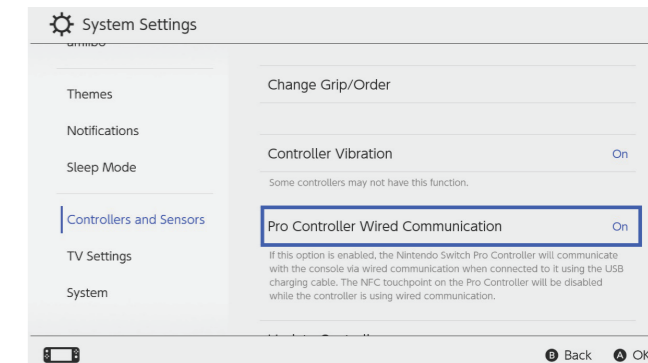 System Settings
amiibo
Themes
Notifications
Sleep Mode
Controllers and Sensors
TV Settings
System
Change Grip/Order
Controller Vibration On
Some controllers may not have this function.
Pro Controller Wired Communication On
If this option is enabled, the Nintendo Switch Pro Controller will communicate
with the console via wired communication when connected to it using the USB
charging cable. The NFC touchpoint on the Pro Controller will be disabled
while the controller is using wired communication.
B Back A OK